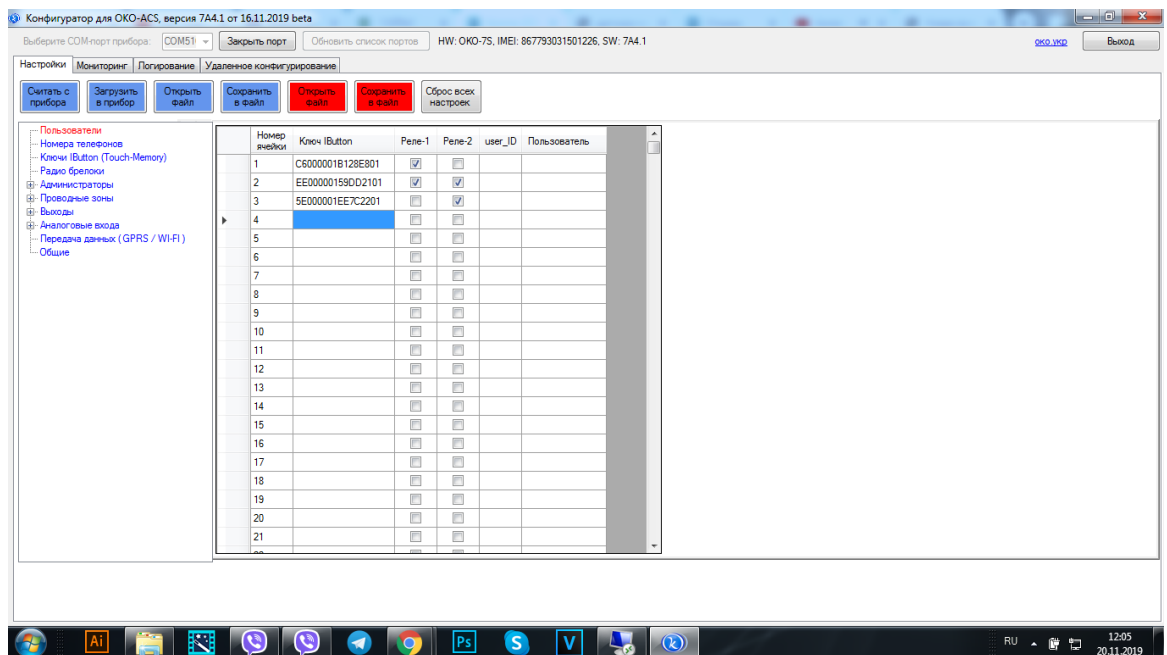 Конфигуратор для ОКО-ACS, версия 7A4.1 от 16.11.2019 beta
Выберите COM-порт прибора: COM51 Закрыть порт Обновить список портов HW: OKO-7S, IMEI: 867793031501226, SW: 7A4.1 око.укр Выход
Настройки Мониторинг Логирование Удаленное конфигурирование
Считать с прибора
Загрузить в прибор
Открыть файл
Сохранить в файл
Открыть файл
Сохранить в файл
Сброс всех настроек
Пользователи
Номера телефонов
Ключи IButton (Touch-Memory)
Радио брелоки
Администраторы
Проводные зоны
Выходы
Аналоговые входа
Передача данных ( GPRS / WI-FI )
Общие
Номер ячейки Ключ IButton Реле-1 Реле-2 user_ID Пользователь
1 C6000001B128E801
2 EE00000159DD2101
3 5E000001EE7C2201
4
5
6
7
8
9
10
11
12
13
14
15
16
17
18
19
20
21
Ai Ps S V RU 12:05
20.11.2019